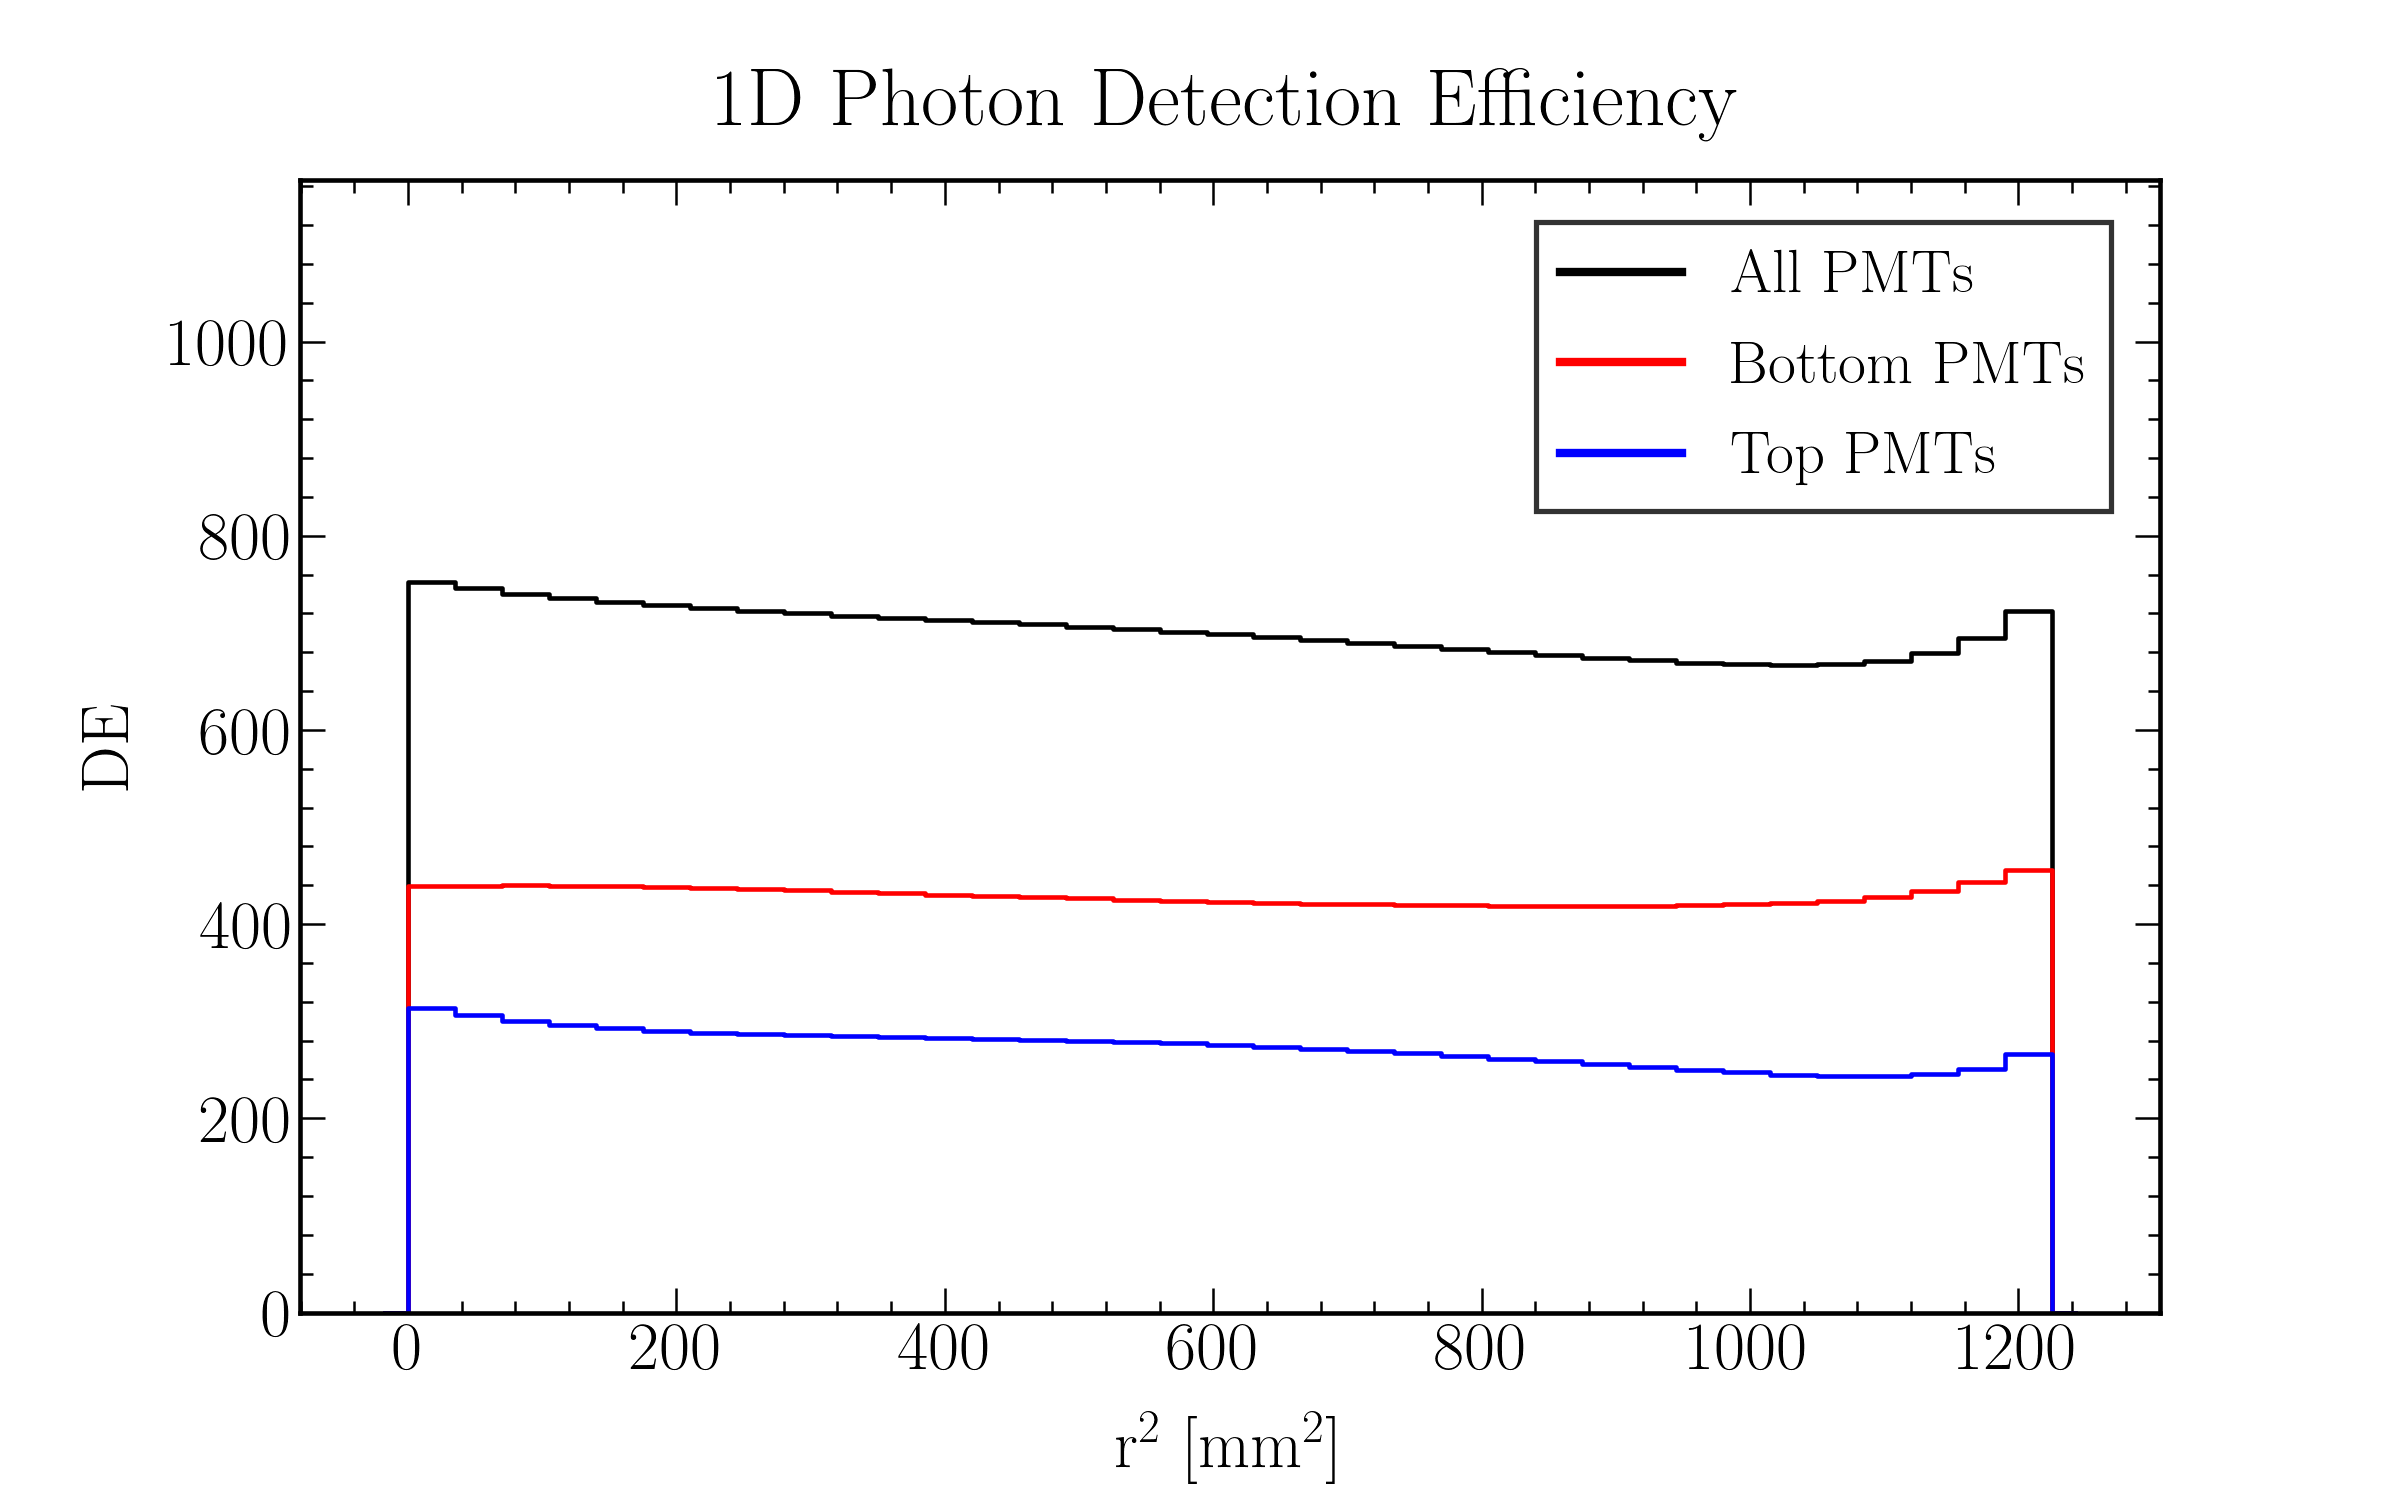 1D Photon Detection Efficiency
All PMTs
Bottom PMTs
Top PMTs
1000
800
600
400
200
0
DE
0 200 400 600 800 1000 1200
r² [mm²]